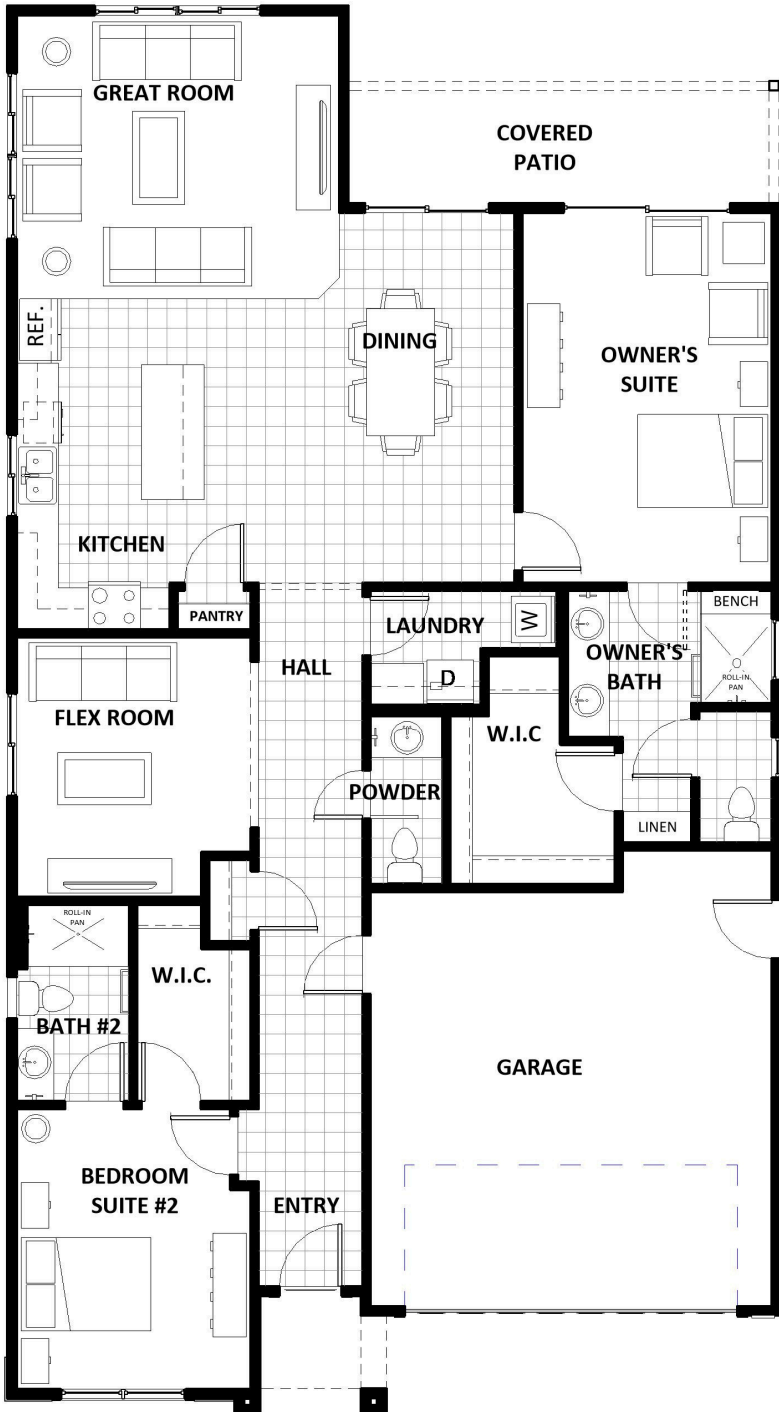 GREAT ROOM
COVERED
PATIO
REF.
DINING
OWNER'S
SUITE
KITCHEN
PANTRY
LAUNDRY
W
BENCH
HALL
OWNER'S
BATH
D
ROLL-IN
PAN
FLEX ROOM
W.I.C
POWDER
LINEN
ROLL-IN
PAN
W.I.C.
BATH #2
GARAGE
BEDROOM
SUITE #2
ENTRY